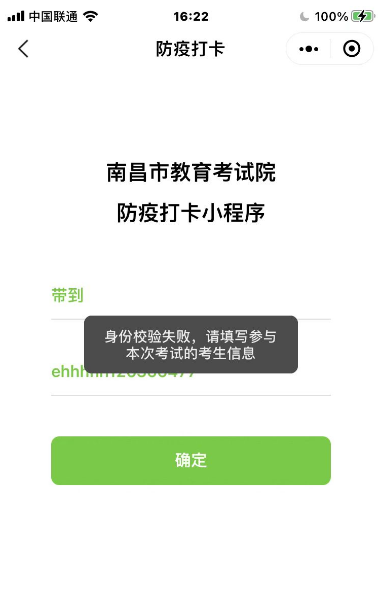 中国联通
16:22
100%
防疫打卡
南昌市教育考试院
防疫打卡小程序
带到
身份校验失败，请填写参与
本次考试的考生信息
确定